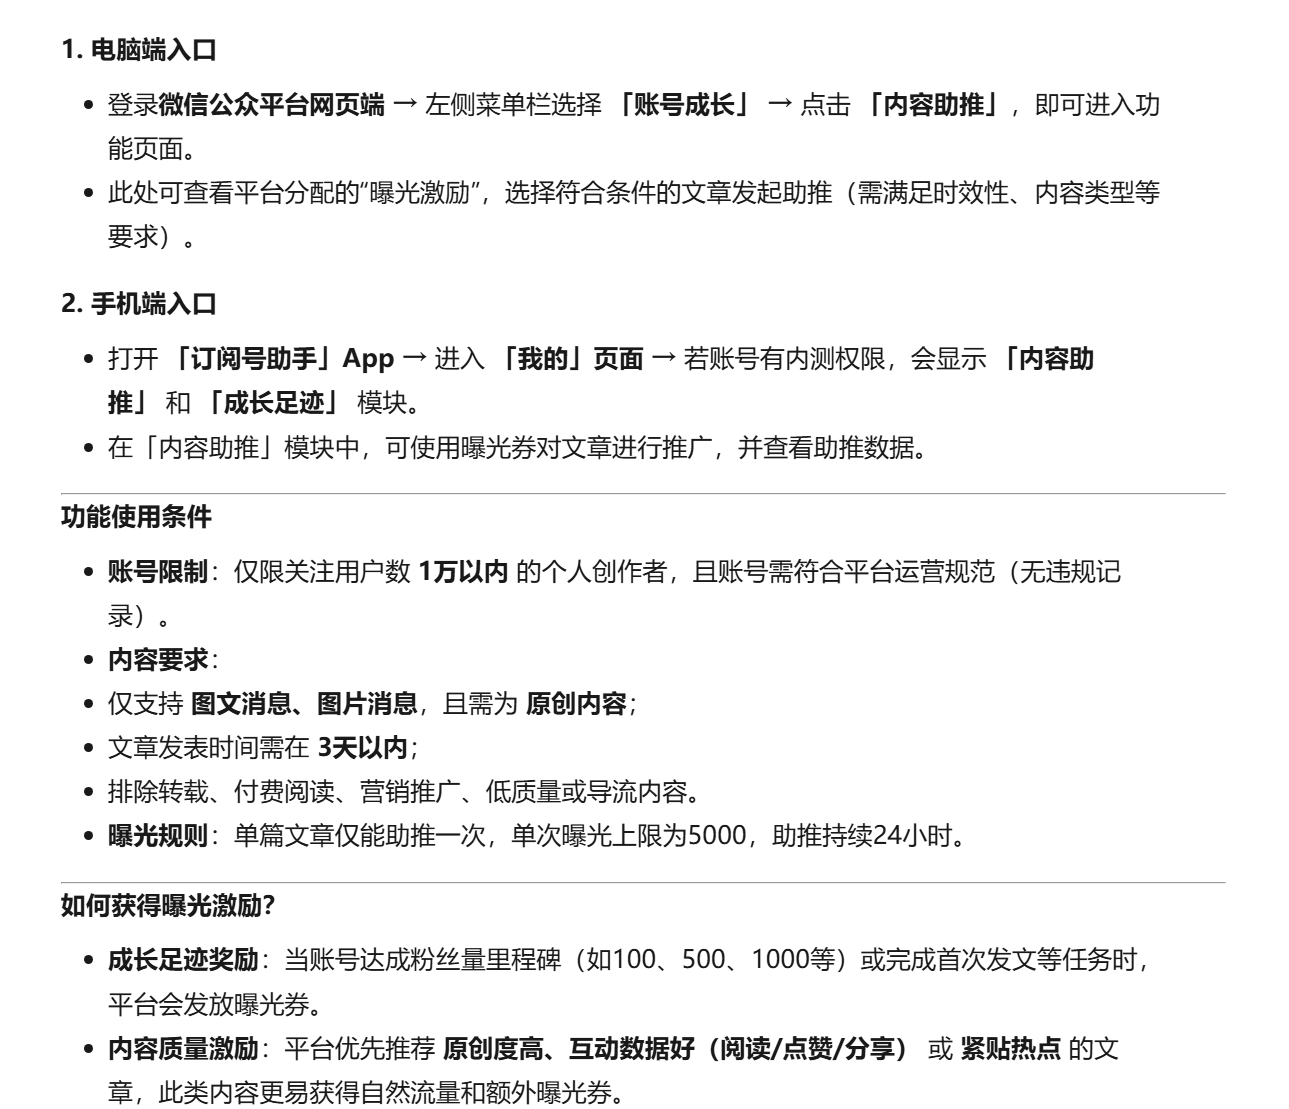 1. 电脑端入口
• 登录微信公众平台网页端 → 左侧菜单栏选择 「账号成长」 → 点击 「内容助推」，即可进入功
能页面。
• 此处可查看平台分配的“曝光激励”，选择符合条件的文章发起助推（需满足时效性、内容类型等
要求）。
2. 手机端入口
• 打开 「订阅号助手」App → 进入 「我的」页面 → 若账号有内测权限，会显示 「内容助
推」 和 「成长足迹」 模块。
• 在「内容助推」模块中，可使用曝光券对文章进行推广，并查看助推数据。
功能使用条件
• 账号限制：仅限关注用户数 1万以内 的个人创作者，且账号需符合平台运营规范（无违规记
录）。
• 内容要求：
• 仅支持 图文消息、图片消息，且需为 原创内容；
• 文章发表时间需在 3天以内；
• 排除转载、付费阅读、营销推广、低质量或导流内容。
• 曝光规则：单篇文章仅能助推一次，单次曝光上限为5000，助推持续24小时。
如何获得曝光激励？
• 成长足迹奖励：当账号达成粉丝量里程碑（如100、500、1000等）或完成首次发文等任务时，
平台会发放曝光券。
• 内容质量激励：平台优先推荐 原创度高、互动数据好（阅读/点赞/分享） 或 紧贴热点 的文
章，此类内容更易获得自然流量和额外曝光券。